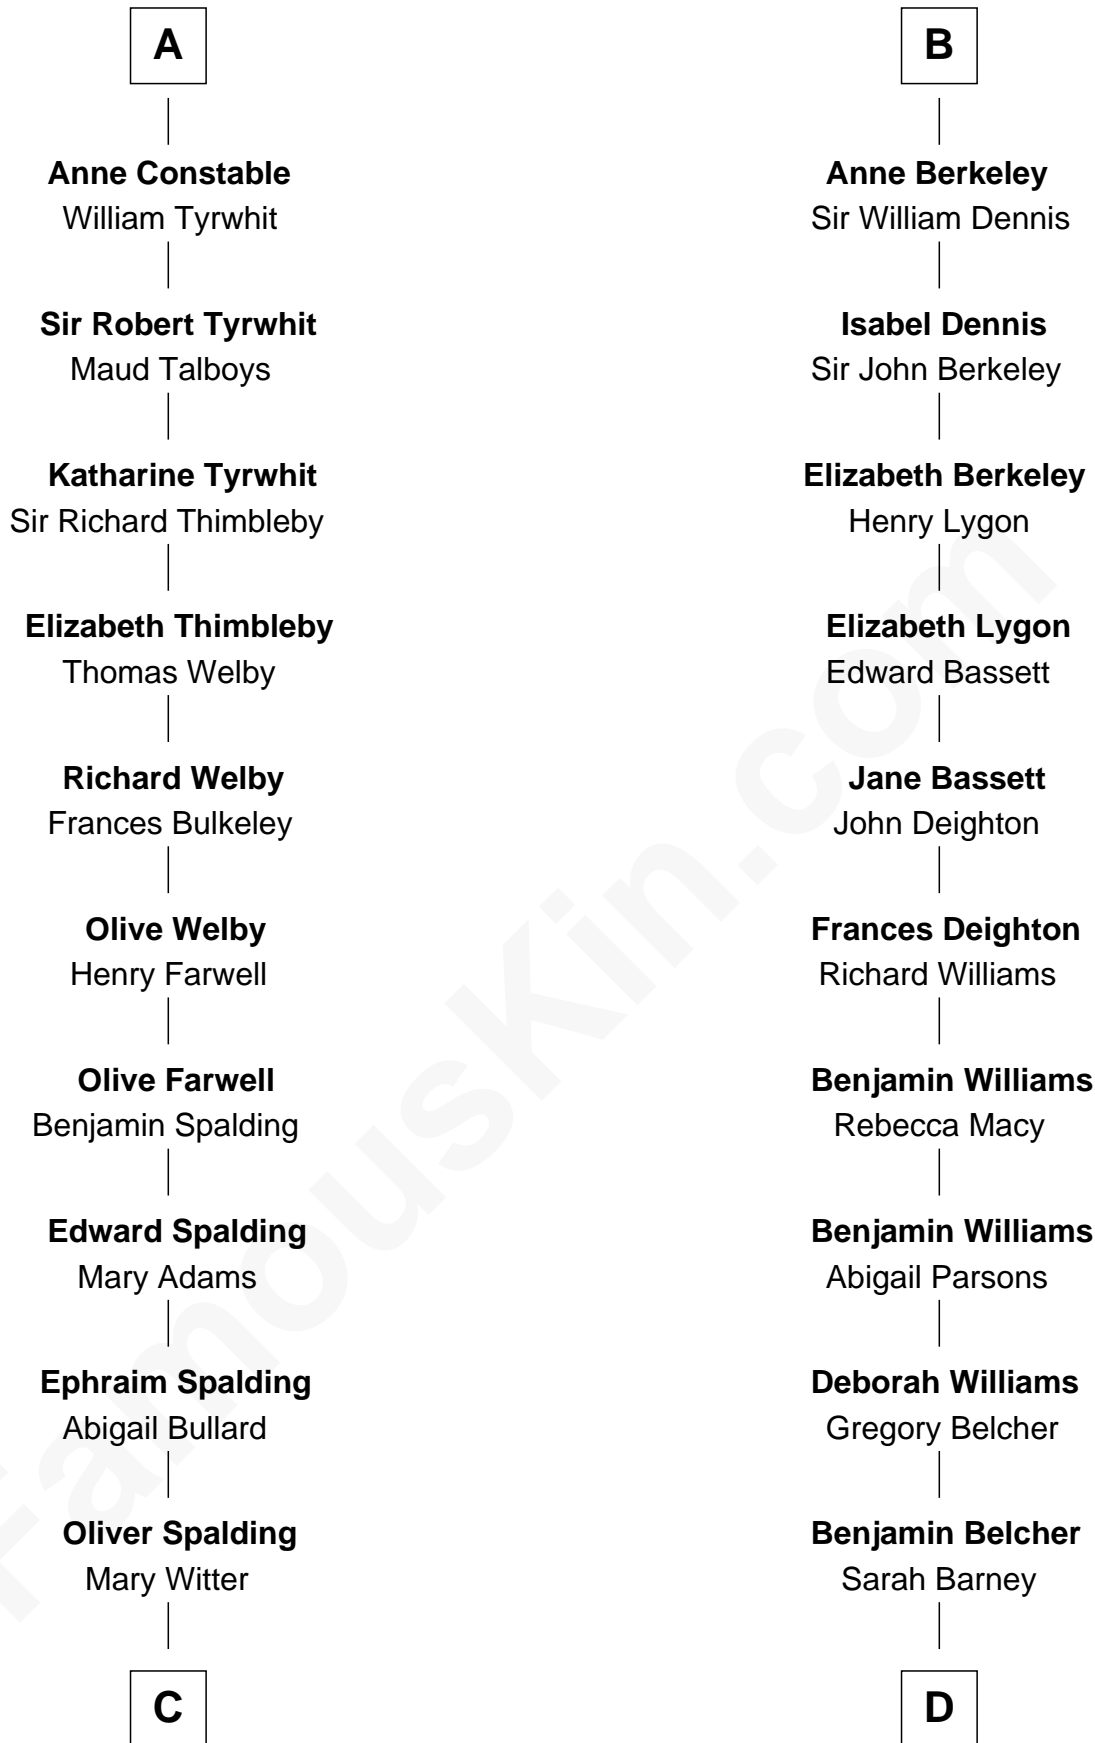 A
Anne Constable
William Tyrwhit
Sir Robert Tyrwhit
Maud Talboys
Katharine Tyrwhit
Sir Richard Thimbleby
Elizabeth Thimbleby
Thomas Welby
Richard Welby
Frances Bulkeley
Olive Welby
Henry Farwell
Olive Farwell
Benjamin Spalding
Edward Spalding
Mary Adams
Ephraim Spalding
Abigail Bullard
Oliver Spalding
Mary Witter
C
B
Anne Berkeley
Sir William Dennis
Isabel Dennis
Sir John Berkeley
Elizabeth Berkeley
Henry Lygon
Elizabeth Lygon
Edward Bassett
Jane Bassett
John Deighton
Frances Deighton
Richard Williams
Benjamin Williams
Rebecca Macy
Benjamin Williams
Abigail Parsons
Deborah Williams
Gregory Belcher
Benjamin Belcher
Sarah Barney
D
FamousKin.com